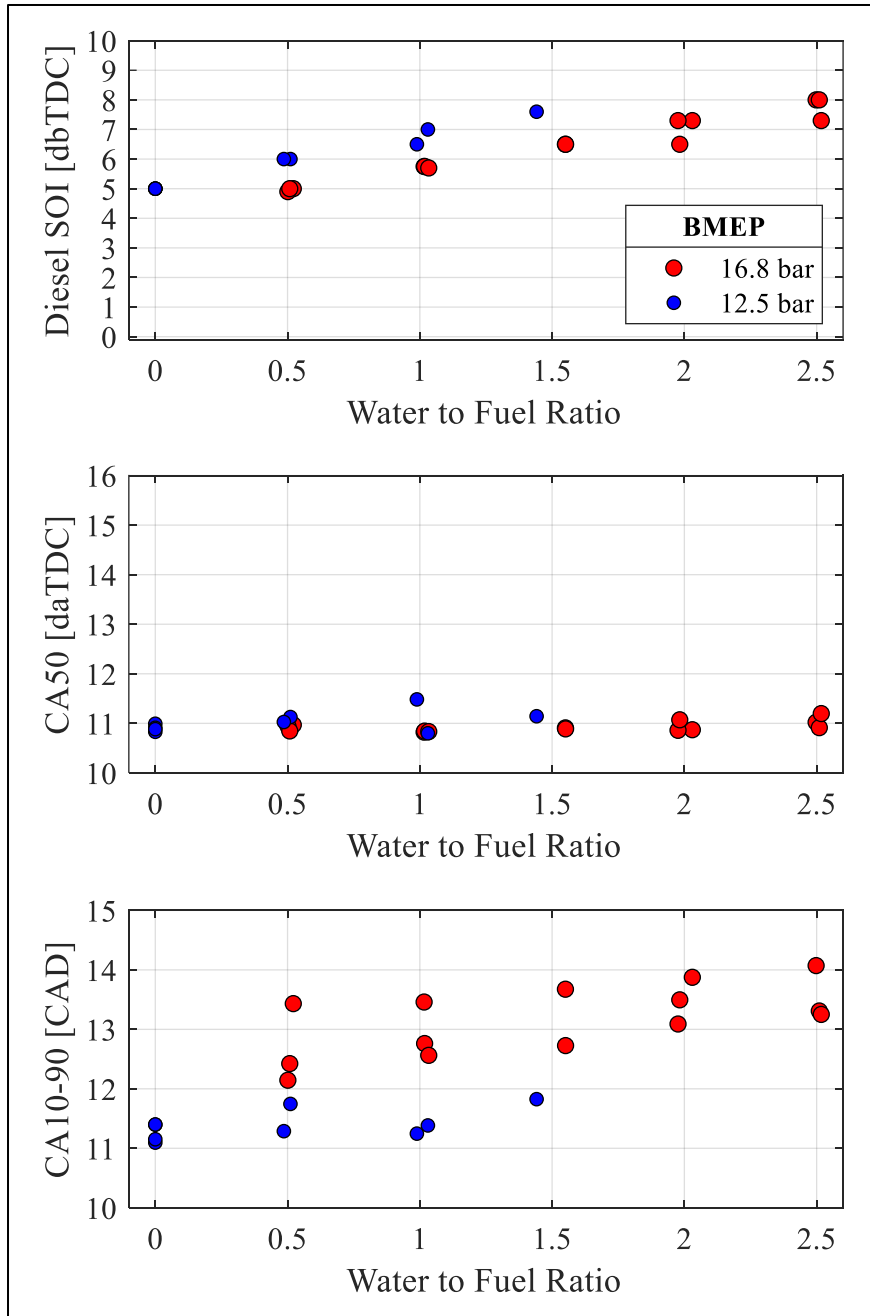 10
9
8
7
6
5
4
3
2
1
0
Diesel SOI [dbTDC]
BMEP
16.8 bar
12.5 bar
0 0.5 1 1.5 2 2.5
Water to Fuel Ratio
16
15
14
13
12
11
10
CA50 [daTDC]
0 0.5 1 1.5 2 2.5
Water to Fuel Ratio
15
14
13
12
11
10
CA10-90 [CAD]
0 0.5 1 1.5 2 2.5
Water to Fuel Ratio